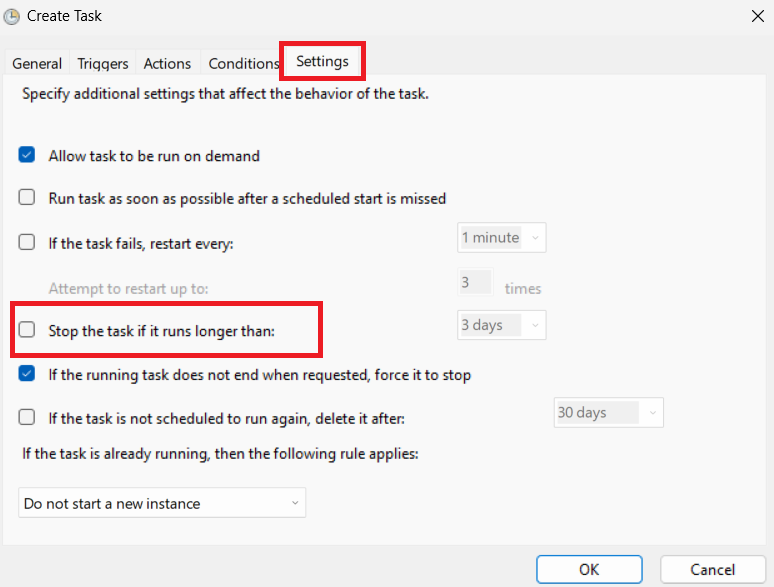 Create Task
General Triggers Actions Conditions Settings
Specify additional settings that affect the behavior of the task.
Allow task to be run on demand
Run task as soon as possible after a scheduled start is missed
If the task fails, restart every: 1 minute
Attempt to restart up to: 3 times
Stop the task if it runs longer than: 3 days
If the running task does not end when requested, force it to stop
If the task is not scheduled to run again, delete it after: 30 days
If the task is already running, then the following rule applies:
Do not start a new instance
OK Cancel